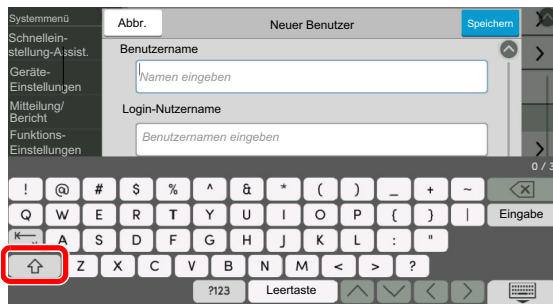 Systemmenü
Abbr.
Neuer Benutzer
Speichern
Schnellein-
stellung-Assist.
Benutzername
Geräte-
Einstellungen
Namen eingeben
Mitteilung/
Bericht
Login-Nutzername
Funktions-
Einstellungen
Benutzernamen eingeben
0 / 3
! @ # $ % ^ & * ( ) _ + ~
Q W E R T Y U I O P { } | Eingabe
A S D F G H J K L : "
Z X C V B N M < > ?
?123 Leertaste